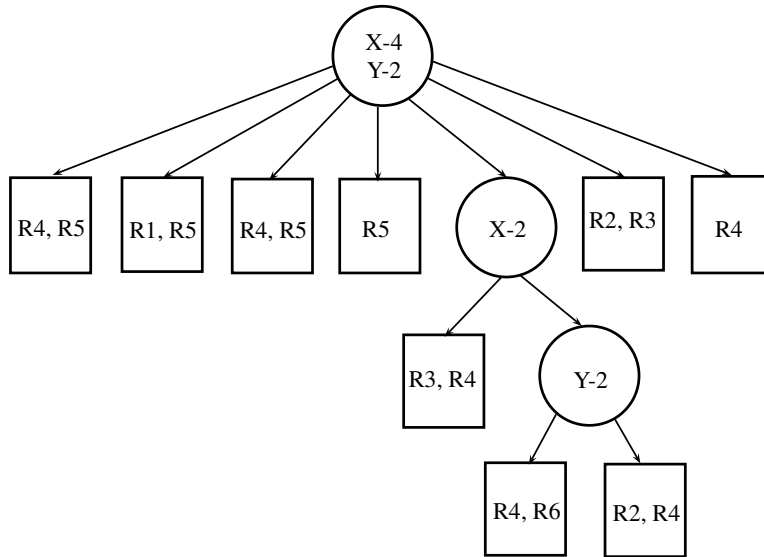 X-4
Y-2
R4, R5
R1, R5
R4, R5
R5
X-2
R2, R3
R4
R3, R4
Y-2
R4, R6
R2, R4